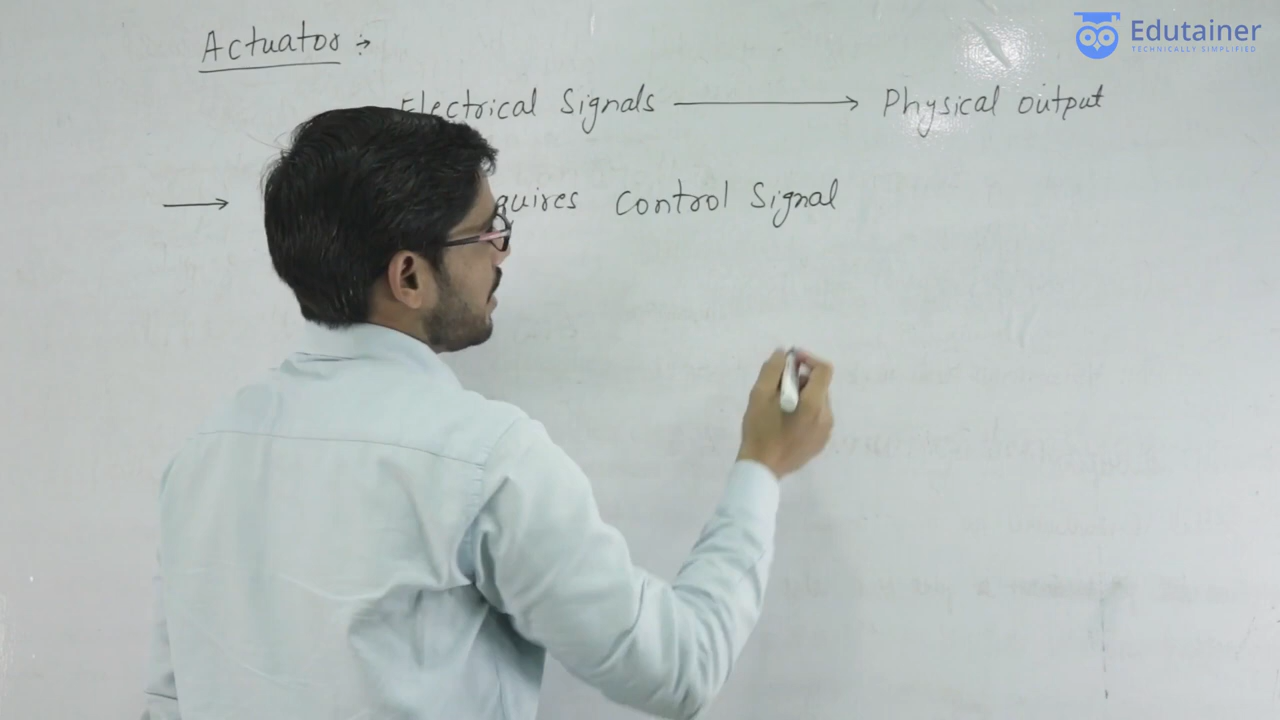 Actuator :→
Edutainer
TECHNICALLY SIMPLIFIED
Electrical Signals → Physical output
→ quires Control Signal